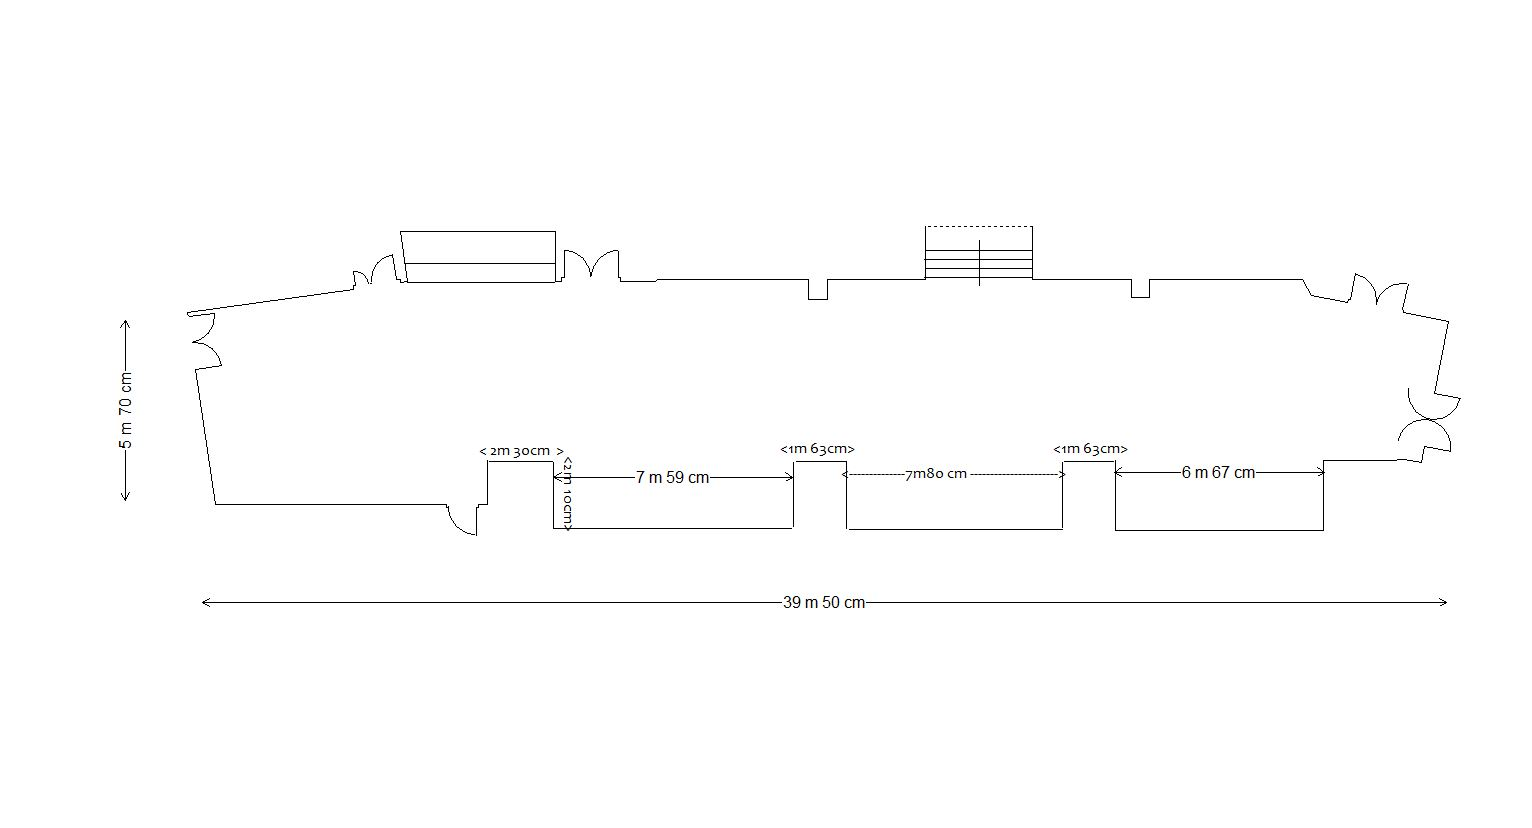 5 m 70 cm
< 2m 30cm >
<2m 10cm>
7 m 59 cm
<1m 63cm>
<------------7m80 cm ------------------->
<1m 63cm>
6 m 67 cm
39 m 50 cm